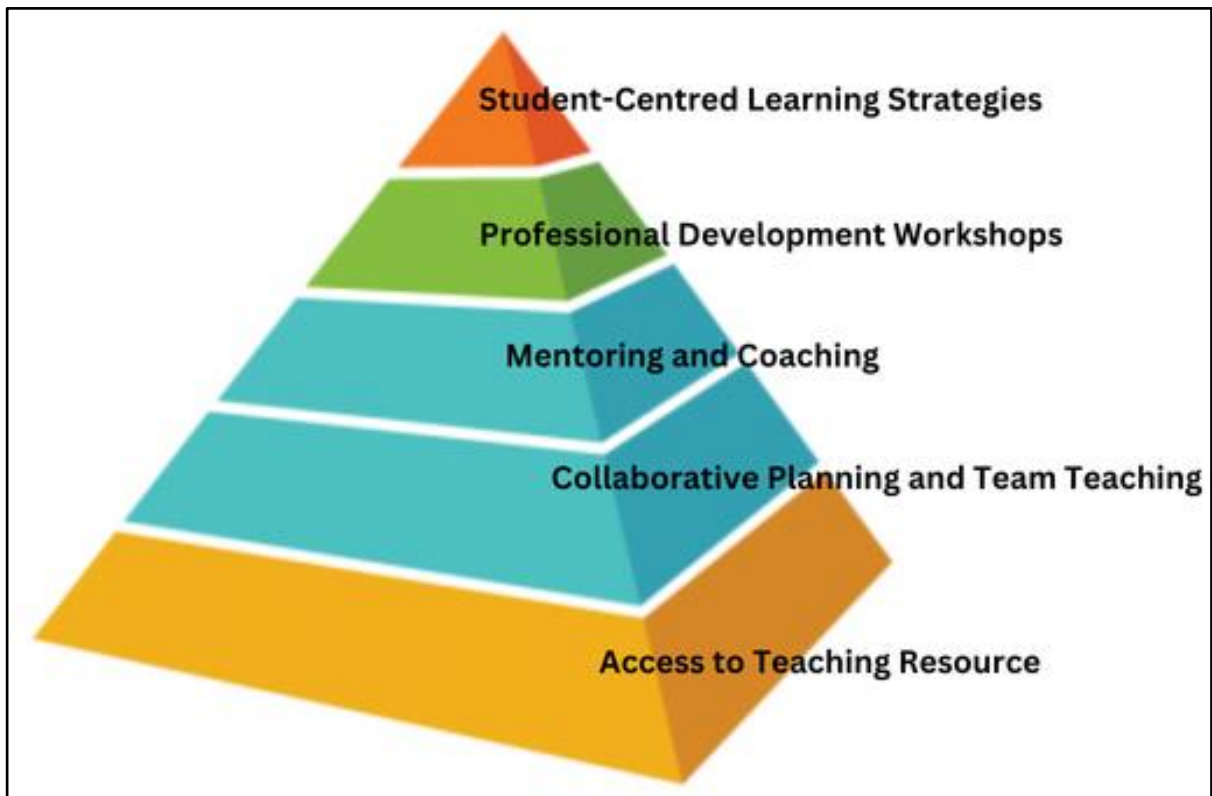 Student-Centred Learning Strategies
Professional Development Workshops
Mentoring and Coaching
Collaborative Planning and Team Teaching
Access to Teaching Resource